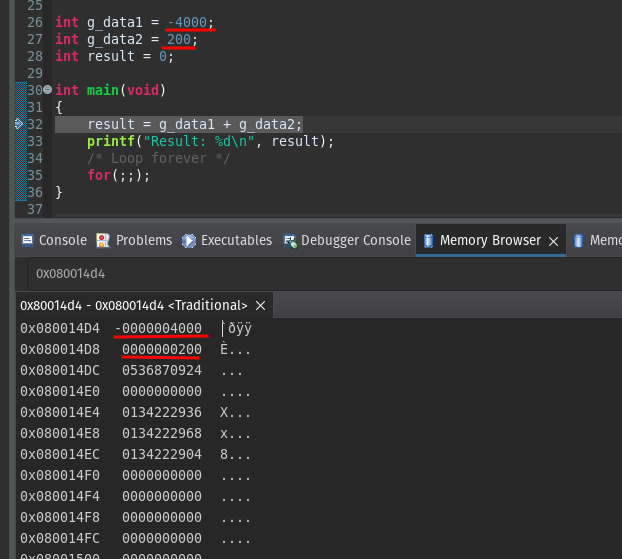 25
26 int g_data1 = -4000;
27 int g_data2 = 200;
28 int result = 0;
29
30 int main(void)
31 {
32 result = g_data1 + g_data2;
33 printf("Result: %d\n", result);
34 /* Loop forever */
35 for(;;);
36 }
37
Console Problems Executables Debugger Console Memory Browser Memo
0x080014d4
0x80014d4 - 0x080014d4 <Traditional>
0x080014D4 -0000004000 `ðÿÿ
0x080014D8 0000000200 È...
0x080014DC 0536870924 ...
0x080014E0 0000000000 ....
0x080014E4 0134222936 X...
0x080014E8 0134222968 x...
0x080014EC 0134222904 8...
0x080014F0 0000000000 ....
0x080014F4 0000000000 ....
0x080014F8 0000000000 ....
0x080014FC 0000000000 ....
0x08001500 0000000000